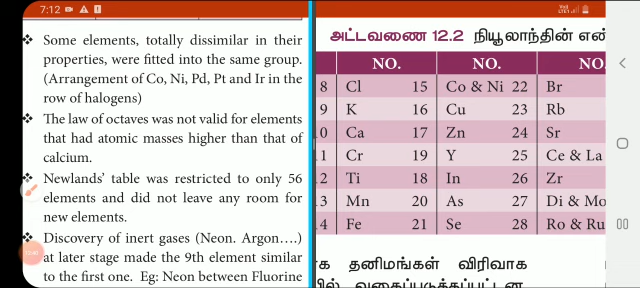 7:12
Some elements, totally dissimilar in their
properties, were fitted into the same group.
(Arrangement of Co, Ni, Pd, Pt and Ir in the
row of halogens)
The law of octaves was not valid for elements
that had atomic masses higher than that of
calcium.
Newlands' table was restricted to only 56
elements and did not leave any room for
new elements.
Discovery of inert gases (Neon. Argon….)
at later stage made the 9th element similar
to the first one. Eg: Neon between Fluorine
அட்டவணை 12.2 நியூலாந்தின் எண்
NO. NO. NO.
8 Cl 15 Co & Ni 22 Br
9 K 16 Cu 23 Rb
10 Ca 17 Zn 24 Sr
11 Cr 19 Y 25 Ce & La
12 Ti 18 In 26 Zr
13 Mn 20 As 27 Di & Mo
14 Fe 21 Se 28 Ro & Ru
க தனிமங்கள் விரிவாக